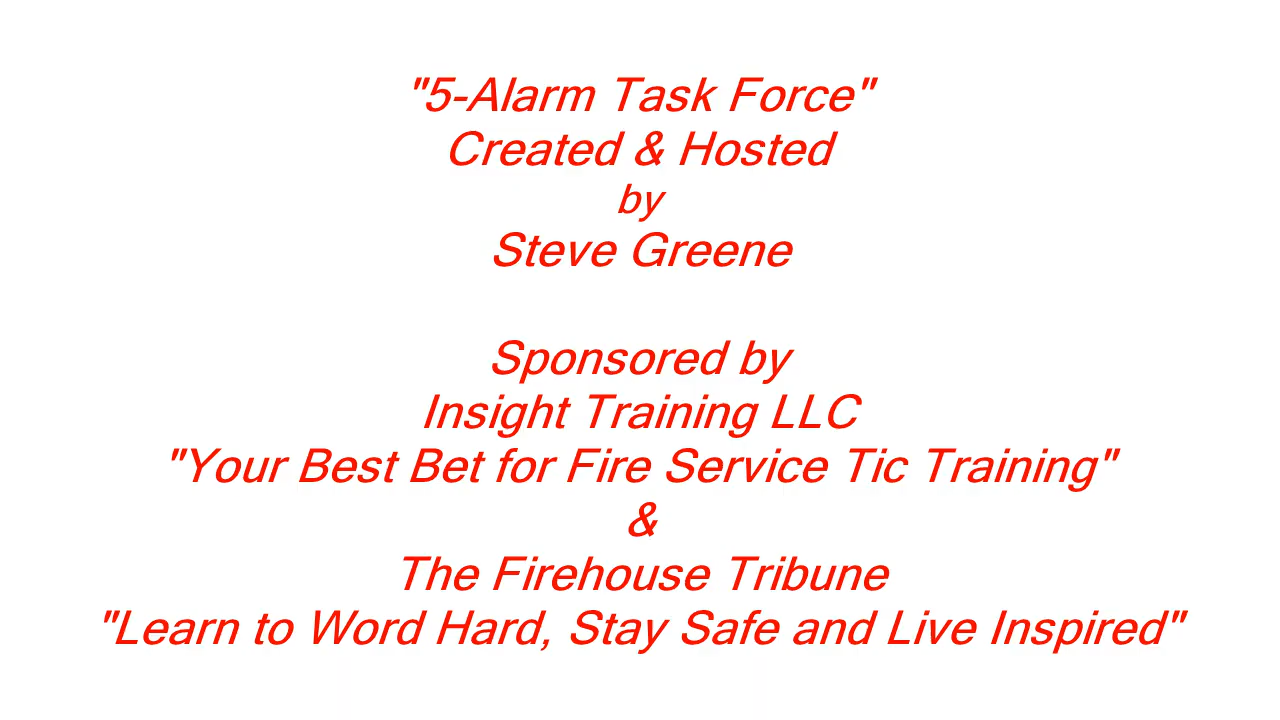 "5-Alarm Task Force"
Created & Hosted
by
Steve Greene
Sponsored by
Insight Training LLC
"Your Best Bet for Fire Service Tic Training"
&
The Firehouse Tribune
"Learn to Word Hard, Stay Safe and Live Inspired"